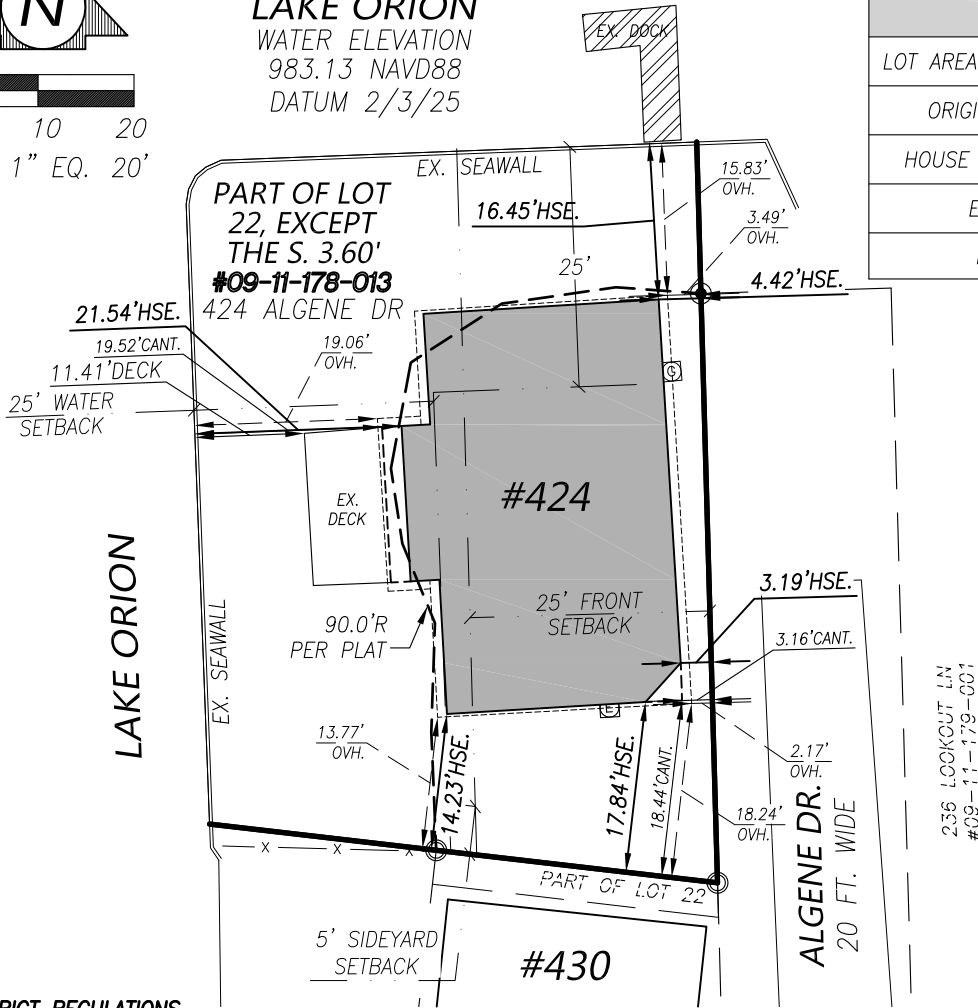 N
LAKE ORION
WATER ELEVATION
983.13 NAVD88
DATUM 2/3/25
EX. DOCK
LOT AREA
ORIGI
HOUSE
E
10 20
1" EQ. 20'
EX. SEAWALL
PART OF LOT
22, EXCEPT
THE S. 3.60'
#09-11-178-013
424 ALGENE DR
16.45'HSE.
15.83'
OVH.
3.49'
OVH.
25'
4.42'HSE.
21.54'HSE.
19.52'CANT.
11.41'DECK
25' WATER
SETBACK
19.06'
OVH.
G
#424
EX.
DECK
LAKE ORION
EX. SEAWALL
90.0'R
PER PLAT
25' FRONT
SETBACK
3.19'HSE.
3.16'CANT.
E
13.77'
OVH.
14.23'HSE.
17.84'HSE.
18.44'CANT.
2.17'
OVH.
18.24'
OVH.
ALGENE DR.
20 FT. WIDE
236 LOOKOUT LN
#09-11-179-001
X X X
PART OF LOT 22
5' SIDEYARD
SETBACK
#430
RICT REGULATIONS